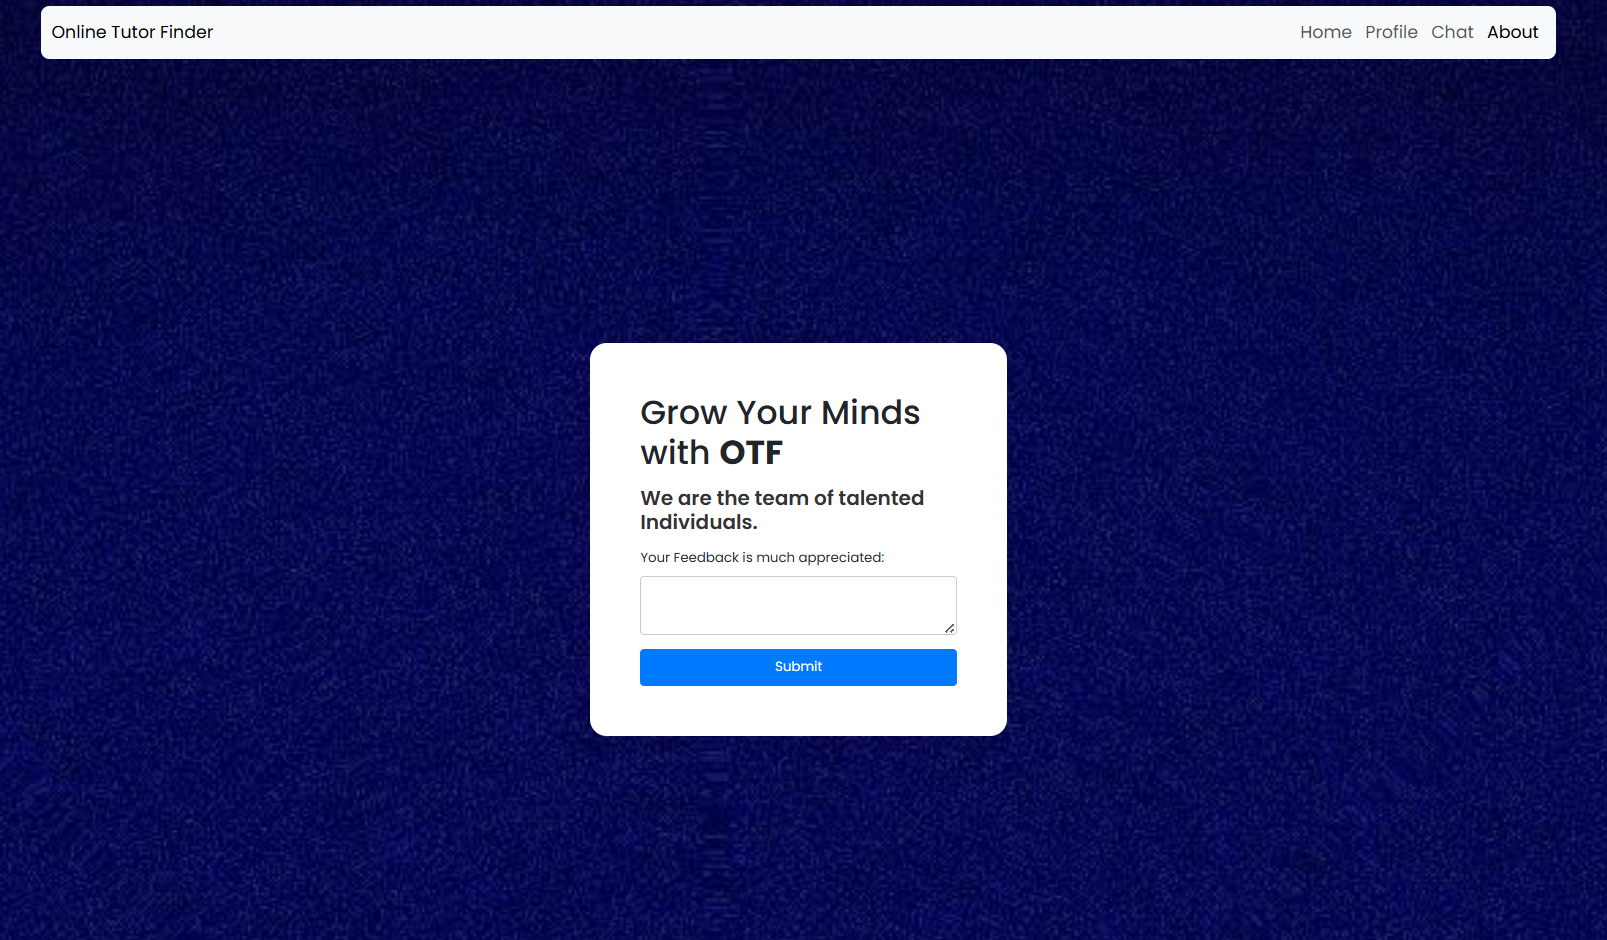 Online Tutor Finder
Home Profile Chat About
Grow Your Minds
with OTF
We are the team of talented
Individuals.
Your Feedback is much appreciated:
Submit